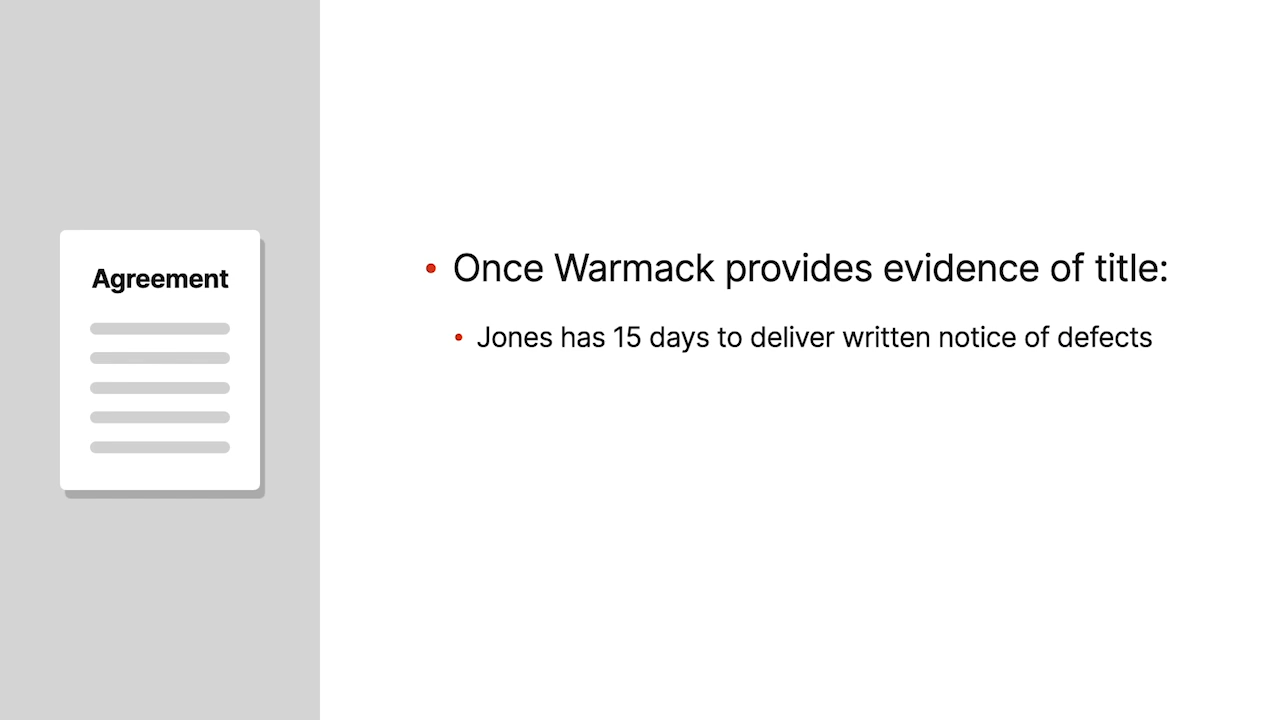 Agreement
Once Warmack provides evidence of title:
Jones has 15 days to deliver written notice of defects